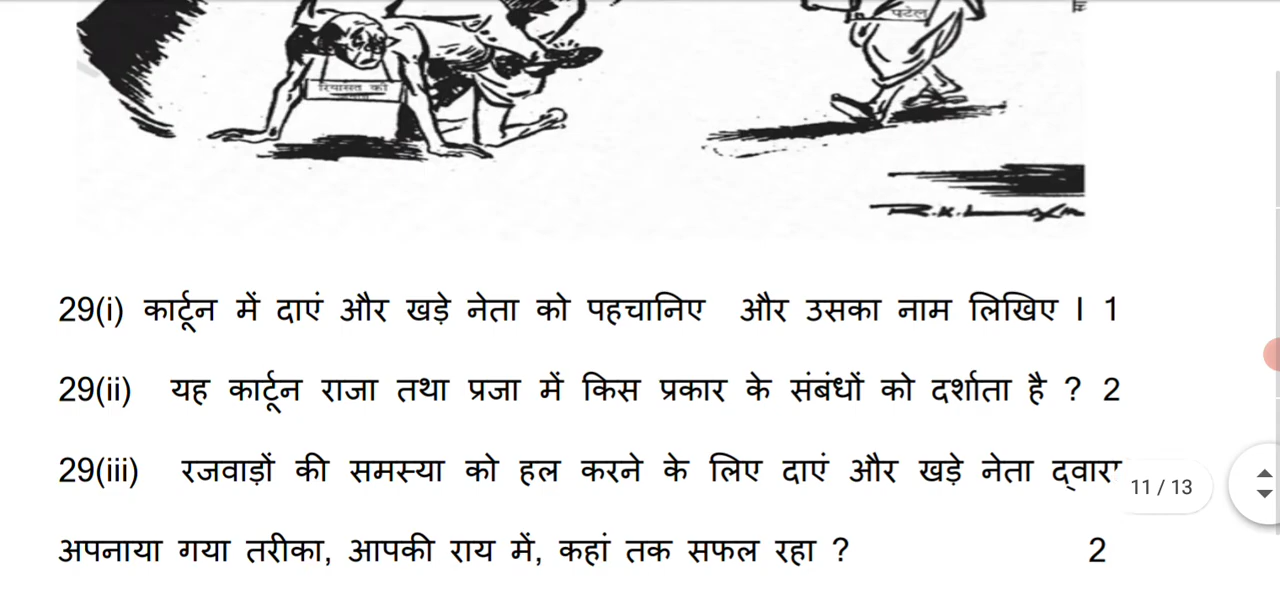 पटेल
रियासत की
R.K. Laxm
29(i) कार्टून में दाएं और खड़े नेता को पहचानिए और उसका नाम लिखिए । 1
29(ii) यह कार्टून राजा तथा प्रजा में किस प्रकार के संबंधों को दर्शाता है ? 2
29(iii) रजवाड़ों की समस्या को हल करने के लिए दाएं और खड़े नेता द्वारा
11 / 13
अपनाया गया तरीका, आपकी राय में, कहां तक सफल रहा ? 2